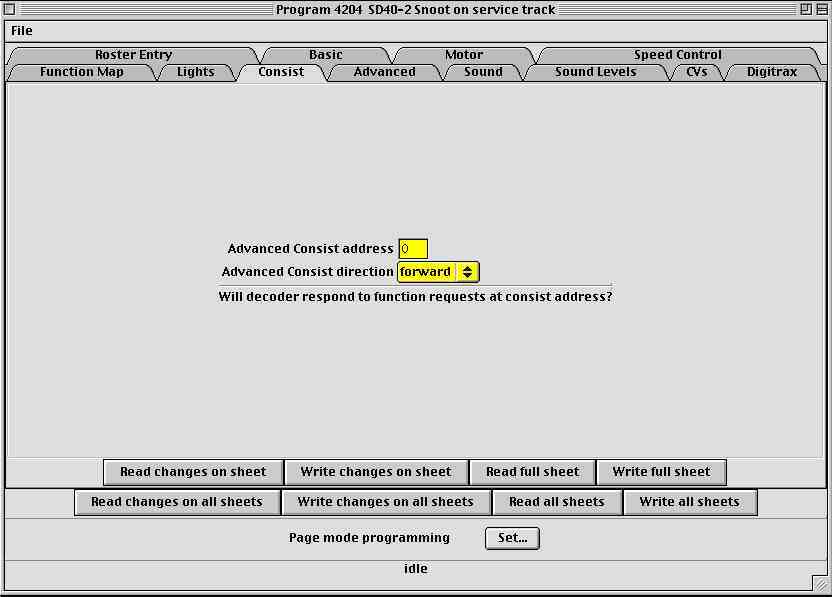 Program 4204 SD40-2 Snoot on service track
File
Roster Entry Basic Motor Speed Control
Function Map Lights Consist Advanced Sound Sound Levels CVs Digitrax
Advanced Consist address 0
Advanced Consist direction forward
Will decoder respond to function requests at consist address?
Read changes on sheet Write changes on sheet Read full sheet Write full sheet
Read changes on all sheets Write changes on all sheets Read all sheets Write all sheets
Page mode programming Set...
idle